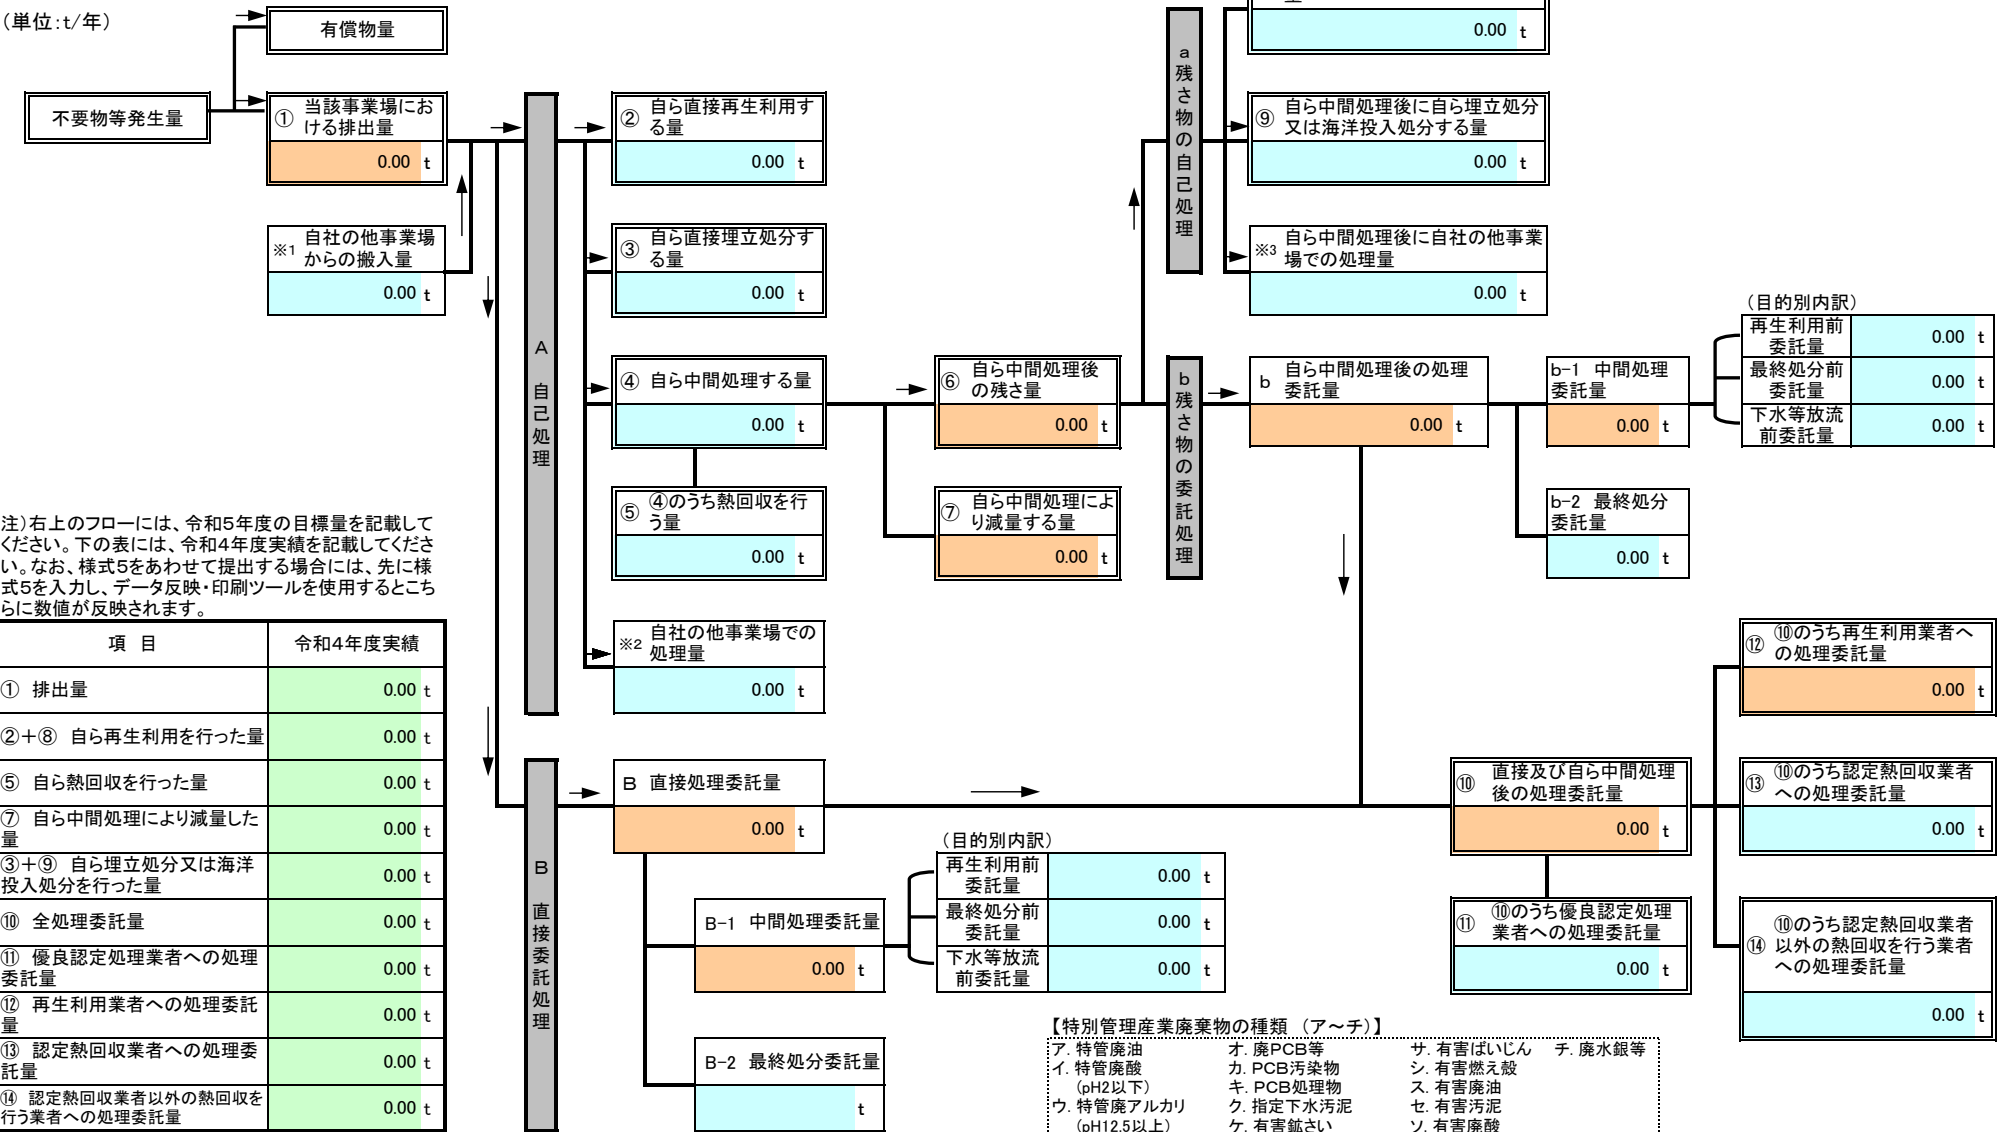 (単位:t/年)
有償物量
0.00 t
不要物等発生量
① 当該事業場にお
ける排出量
0.00 t
② 自ら直接再生利用す
る量
0.00 t
a 残さ物の自己処理
⑨ 自ら中間処理後に自ら埋立処分
又は海洋投入処分する量
0.00 t
※1 自社の他事業場
からの搬入量
0.00 t
③ 自ら直接埋立処分す
る量
0.00 t
※3 自ら中間処理後に自社の他事業
場での処理量
0.00 t
A 自己処理
④ 自ら中間処理する量
0.00 t
⑥ 自ら中間処理後
の残さ量
0.00 t
b 残さ物の委託処理
b 自ら中間処理後の処理
委託量
0.00 t
b-1 中間処理
委託量
0.00 t
(目的別内訳)
再生利用前
委託量
0.00 t
最終処分前
委託量
0.00 t
下水等放流
前委託量
0.00 t
⑤ ④のうち熱回収を行
う量
0.00 t
⑦ 自ら中間処理によ
り減量する量
0.00 t
b-2 最終処分
委託量
0.00 t
注)右上のフローには、令和5年度の目標量を記載して
ください。下の表には、令和4年度実績を記載してくださ
い。なお、様式5をあわせて提出する場合には、先に様
式5を入力し、データ反映・印刷ツールを使用するとこち
らに数値が反映されます。
※2 自社の他事業場での
処理量
0.00 t
項 目 令和4年度実績
① 排出量 0.00 t
②+⑧ 自ら再生利用を行った量 0.00 t
⑤ 自ら熱回収を行った量 0.00 t
⑦ 自ら中間処理により減量した
量 0.00 t
③+⑨ 自ら埋立処分又は海洋
投入処分を行った量 0.00 t
⑩ 全処理委託量 0.00 t
⑪ 優良認定処理業者への処理
委託量 0.00 t
⑫ 再生利用業者への処理委託
量 0.00 t
⑬ 認定熱回収業者への処理委
託量 0.00 t
⑭ 認定熱回収業者以外の熱回収を
行う業者への処理委託量 0.00 t
B 直接委託処理
B 直接処理委託量
0.00 t
B-1 中間処理委託量
0.00 t
(目的別内訳)
再生利用前
委託量
0.00 t
最終処分前
委託量
0.00 t
下水等放流
前委託量
0.00 t
B-2 最終処分委託量
t
⑩ 直接及び自ら中間処理
後の処理委託量
0.00 t
⑪ ⑩のうち優良認定処理
業者への処理委託量
0.00 t
⑫ ⑩のうち再生利用業者へ
の処理委託量
0.00 t
⑬ ⑩のうち認定熱回収業者
への処理委託量
0.00 t
⑭ ⑩のうち認定熱回収業者
以外の熱回収を行う業者
への処理委託量
0.00 t
【特別管理産業廃棄物の種類 (ア~チ)】
ア. 特管廃油 オ. 廃PCB等 サ. 有害ばいじん チ. 廃水銀等
イ. 特管廃酸 カ. PCB汚染物 シ. 有害燃え殻
(pH2以下) キ. PCB処理物 ス. 有害廃油
ウ. 特管廃アルカリ ク. 指定下水汚泥 セ. 有害汚泥
(pH12.5以上) ケ. 有害鉱さい ソ. 有害廃酸